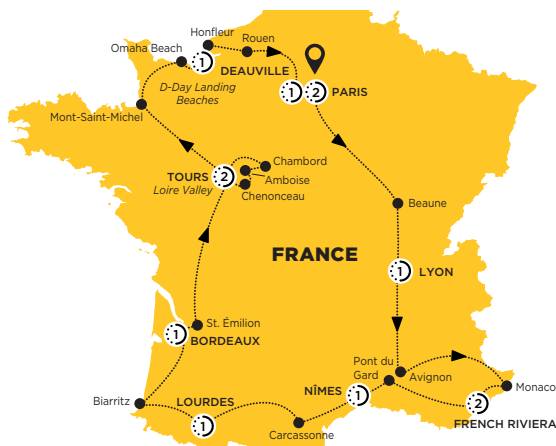 Honfleur
Omaha Beach
Rouen
1
DEAUVILLE
D-Day Landing
Beaches
1
2
PARIS
Mont-Saint-Michel
Chambord
TOURS
2
Amboise
Loire Valley
Chenonceau
Beaune
FRANCE
1
LYON
St. Émilion
1
BORDEAUX
Pont du
Gard
Avignon
Monaco
Biarritz
LOURDES
NÎMES
1
2
1
FRENCH RIVIERA
Carcassonne